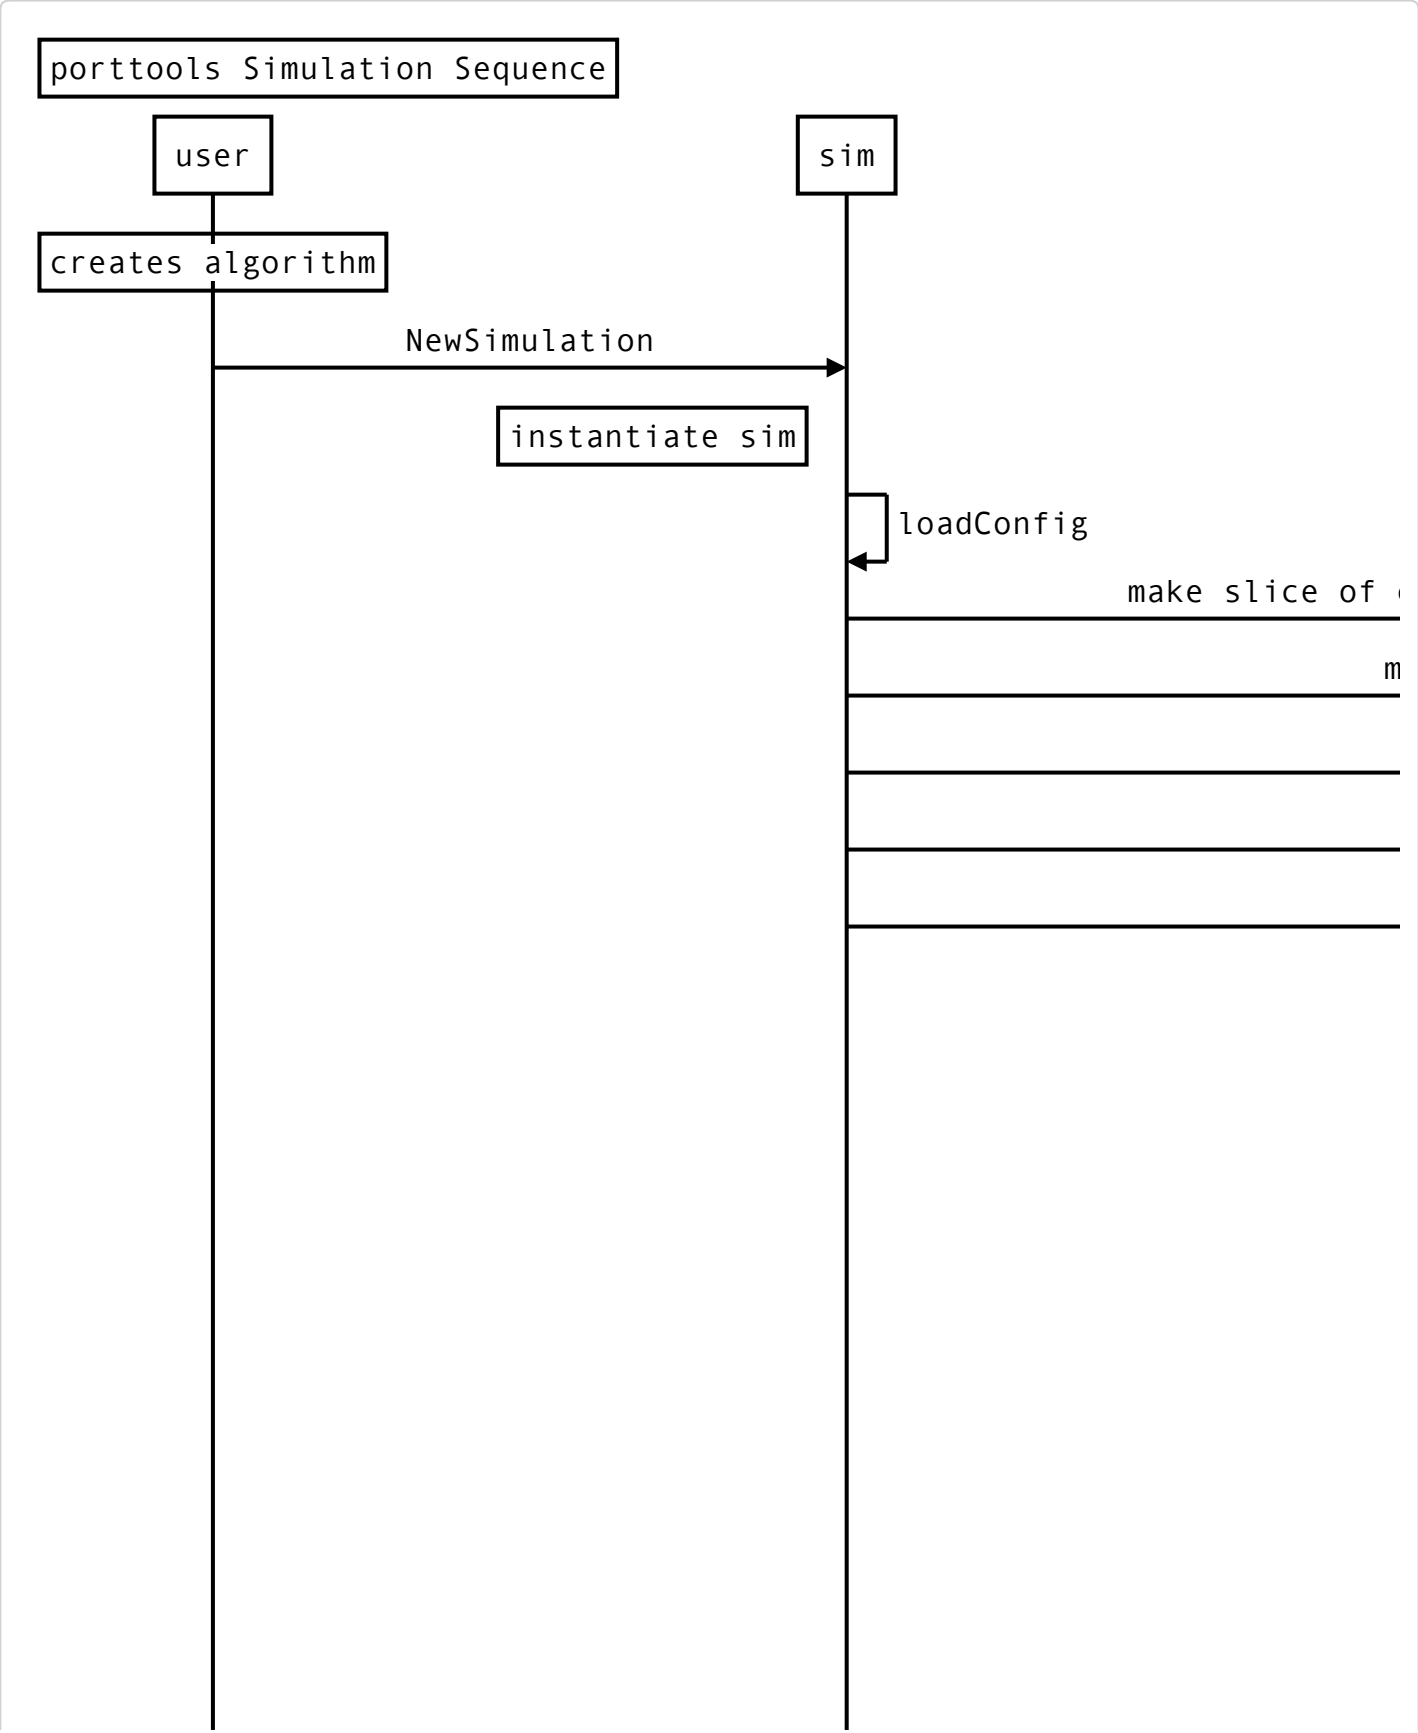 porttools Simulation Sequence
user
sim
creates algorithm
NewSimulation
instantiate sim
loadConfig
make slice of